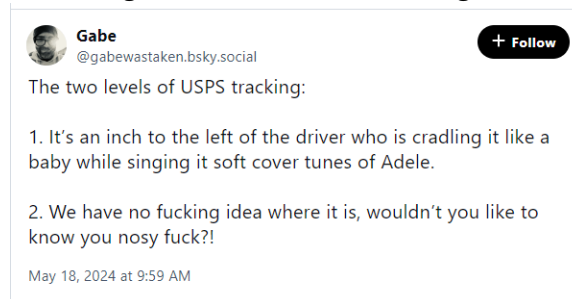 Gabe
@gabewastaken.bsky.social
+ Follow
The two levels of USPS tracking:
1. It’s an inch to the left of the driver who is cradling it like a
baby while singing it soft cover tunes of Adele.
2. We have no fucking idea where it is, wouldn’t you like to
know you nosy fuck?!
May 18, 2024 at 9:59 AM